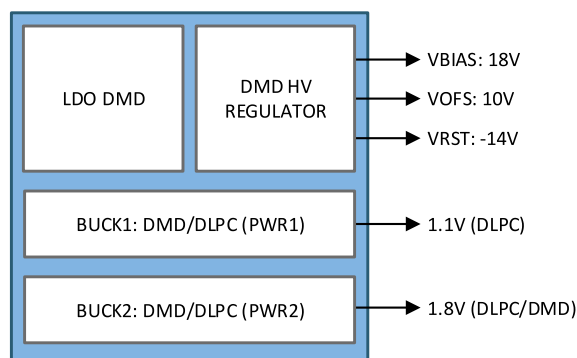 LDO DMD
DMD HV
REGULATOR
VBIAS: 18V
VOFS: 10V
VRST: -14V
BUCK1: DMD/DLPC (PWR1)
1.1V (DLPC)
BUCK2: DMD/DLPC (PWR2)
1.8V (DLPC/DMD)